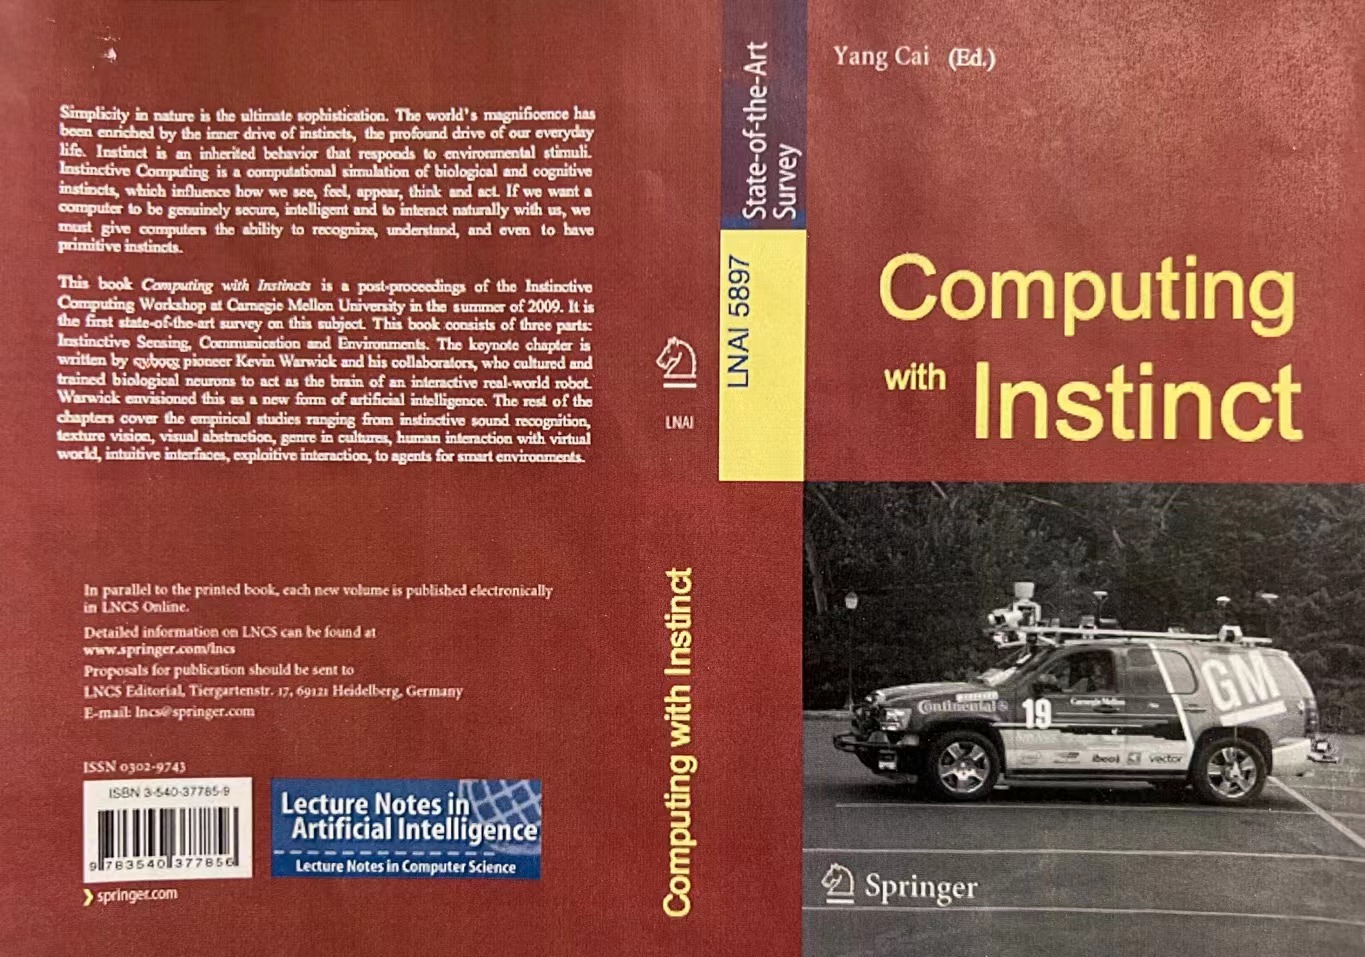 Simplicity in nature is the ultimate sophistication. The world's magnificence has
been enriched by the inner drive of instincts, the profound drive of our everyday
life. Instinct is an inherited behavior that responds to environmental stimuli.
Instinctive Computing is a computational simulation of biological and cognitive
instincts, which influence how we see, feel, appear, think and act. If we want a
computer to be genuinely secure, intelligent and to interact naturally with us, we
must give computers the ability to recognize, understand, and even to have
primitive instincts.
This book Computing with Instincts is a post-proceedings of the Instinctive
Computing Workshop at Carnegie Mellon University in the summer of 2009. It is
the first state-of-the-art survey on this subject. This book consists of three parts:
Instinctive Sensing, Communication and Environments. The keynote chapter is
written by cyborg pioneer Kevin Warwick and his collaborators, who cultured and
trained biological neurons to act as the brain of an interactive real-world robot.
Warwick envisioned this as a new form of artificial intelligence. The rest of the
chapters cover the empirical studies ranging from instinctive sound recognition,
texture vision, visual abstraction, genre in cultures, human interaction with virtual
world, intuitive interfaces, exploitive interaction, to agents for smart environments.
In parallel to the printed book, each new volume is published electronically
in LNCS Online.
Detailed information on LNCS can be found at
www.springer.com/lncs
Proposals for publication should be sent to
LNCS Editorial, Tiergartenstr. 17, 69121 Heidelberg, Germany
E-mail: lncs@springer.com
ISSN 0302-9743
ISBN 3-540-37785-9
9 783540 377856
springer.com
Lecture Notes in
Artificial Intelligence
Lecture Notes in Computer Science
LNAI
Computing with Instinct
State-of-the-Art
Survey
LNAI 5897
Yang Cai (Ed.)
Computing
with Instinct
GM
Continental
19
Carnegie Mellon
ibeo
vector
Springer